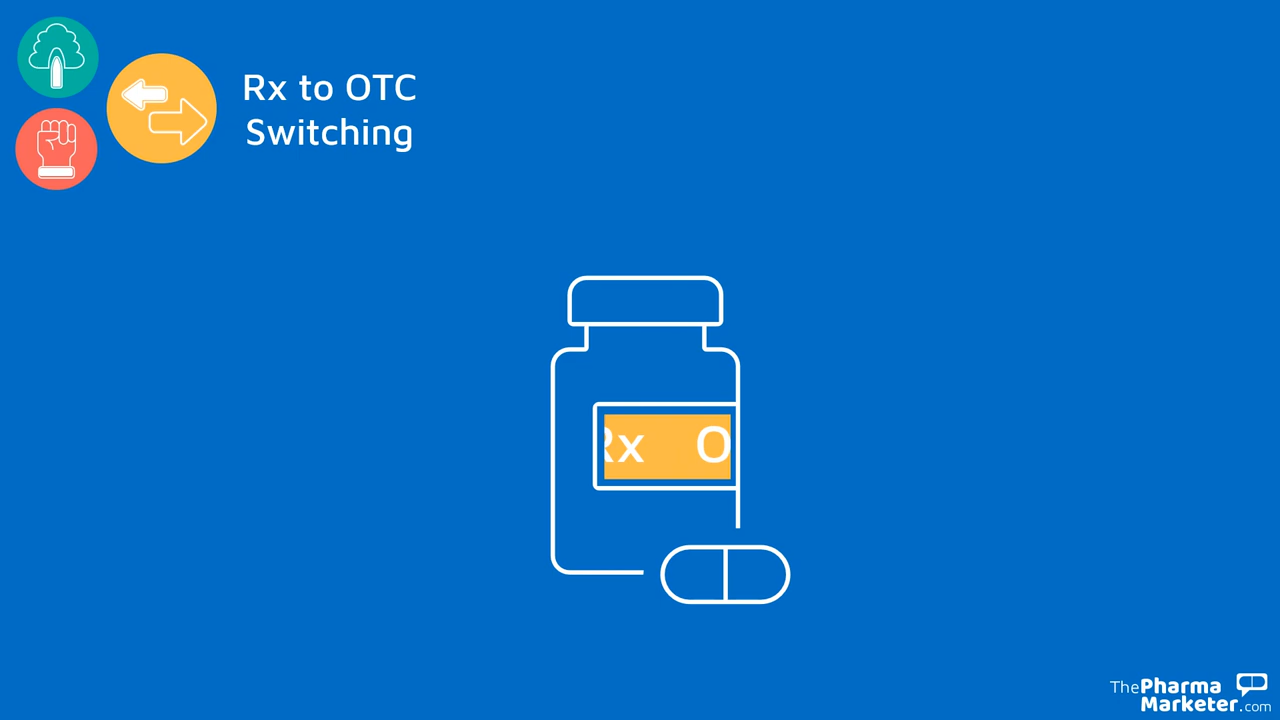 Rx to OTC
Switching
Rx O
ThePharma
Marketer.com